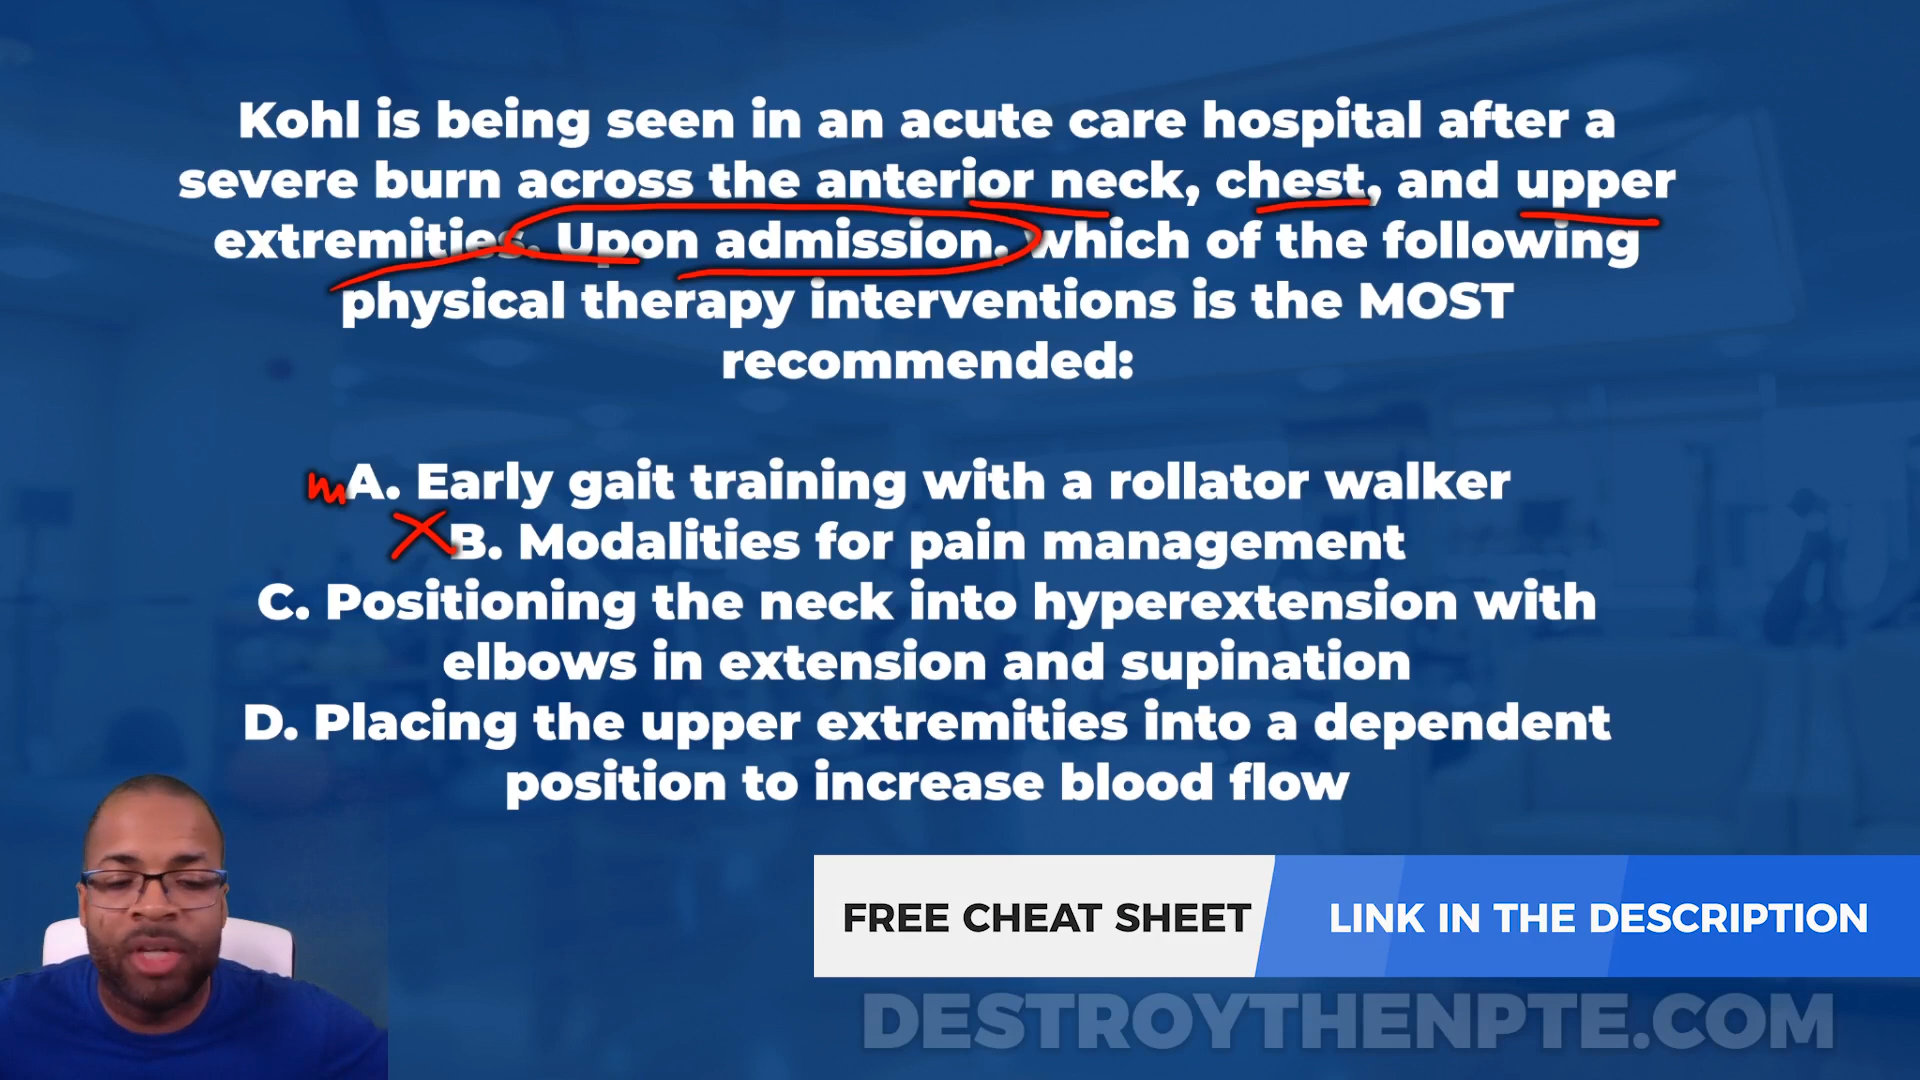 Kohl is being seen in an acute care hospital after a
severe burn across the anterior neck, chest, and upper
extremities. Upon admission, which of the following
physical therapy interventions is the MOST
recommended:
m A. Early gait training with a rollator walker
X B. Modalities for pain management
C. Positioning the neck into hyperextension with
elbows in extension and supination
D. Placing the upper extremities into a dependent
position to increase blood flow
FREE CHEAT SHEET LINK IN THE DESCRIPTION
DESTROYTHENPTE.COM